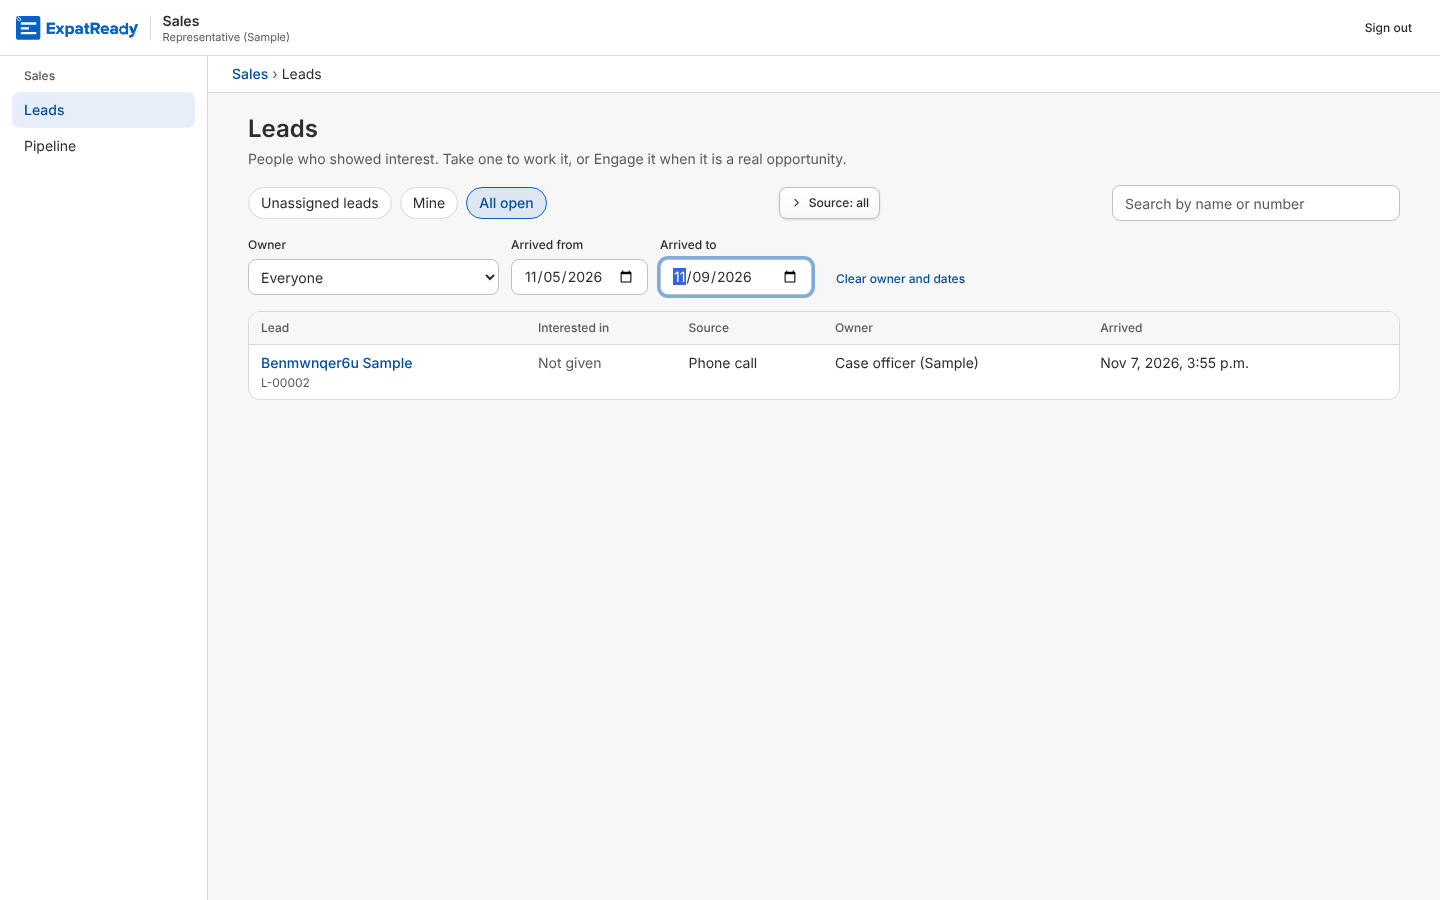 ExpatReady
Sales
Representative (Sample)
Sign out
Sales
Leads
Pipeline
Sales › Leads
Leads
People who showed interest. Take one to work it, or Engage it when it is a real opportunity.
Unassigned leads Mine All open Source: all Search by name or number
Owner Arrived from Arrived to
Everyone 11/05/2026 11/09/2026 Clear owner and dates
Lead Interested in Source Owner Arrived
Benmwnqer6u Sample Not given Phone call Case officer (Sample) Nov 7, 2026, 3:55 p.m.
L-00002